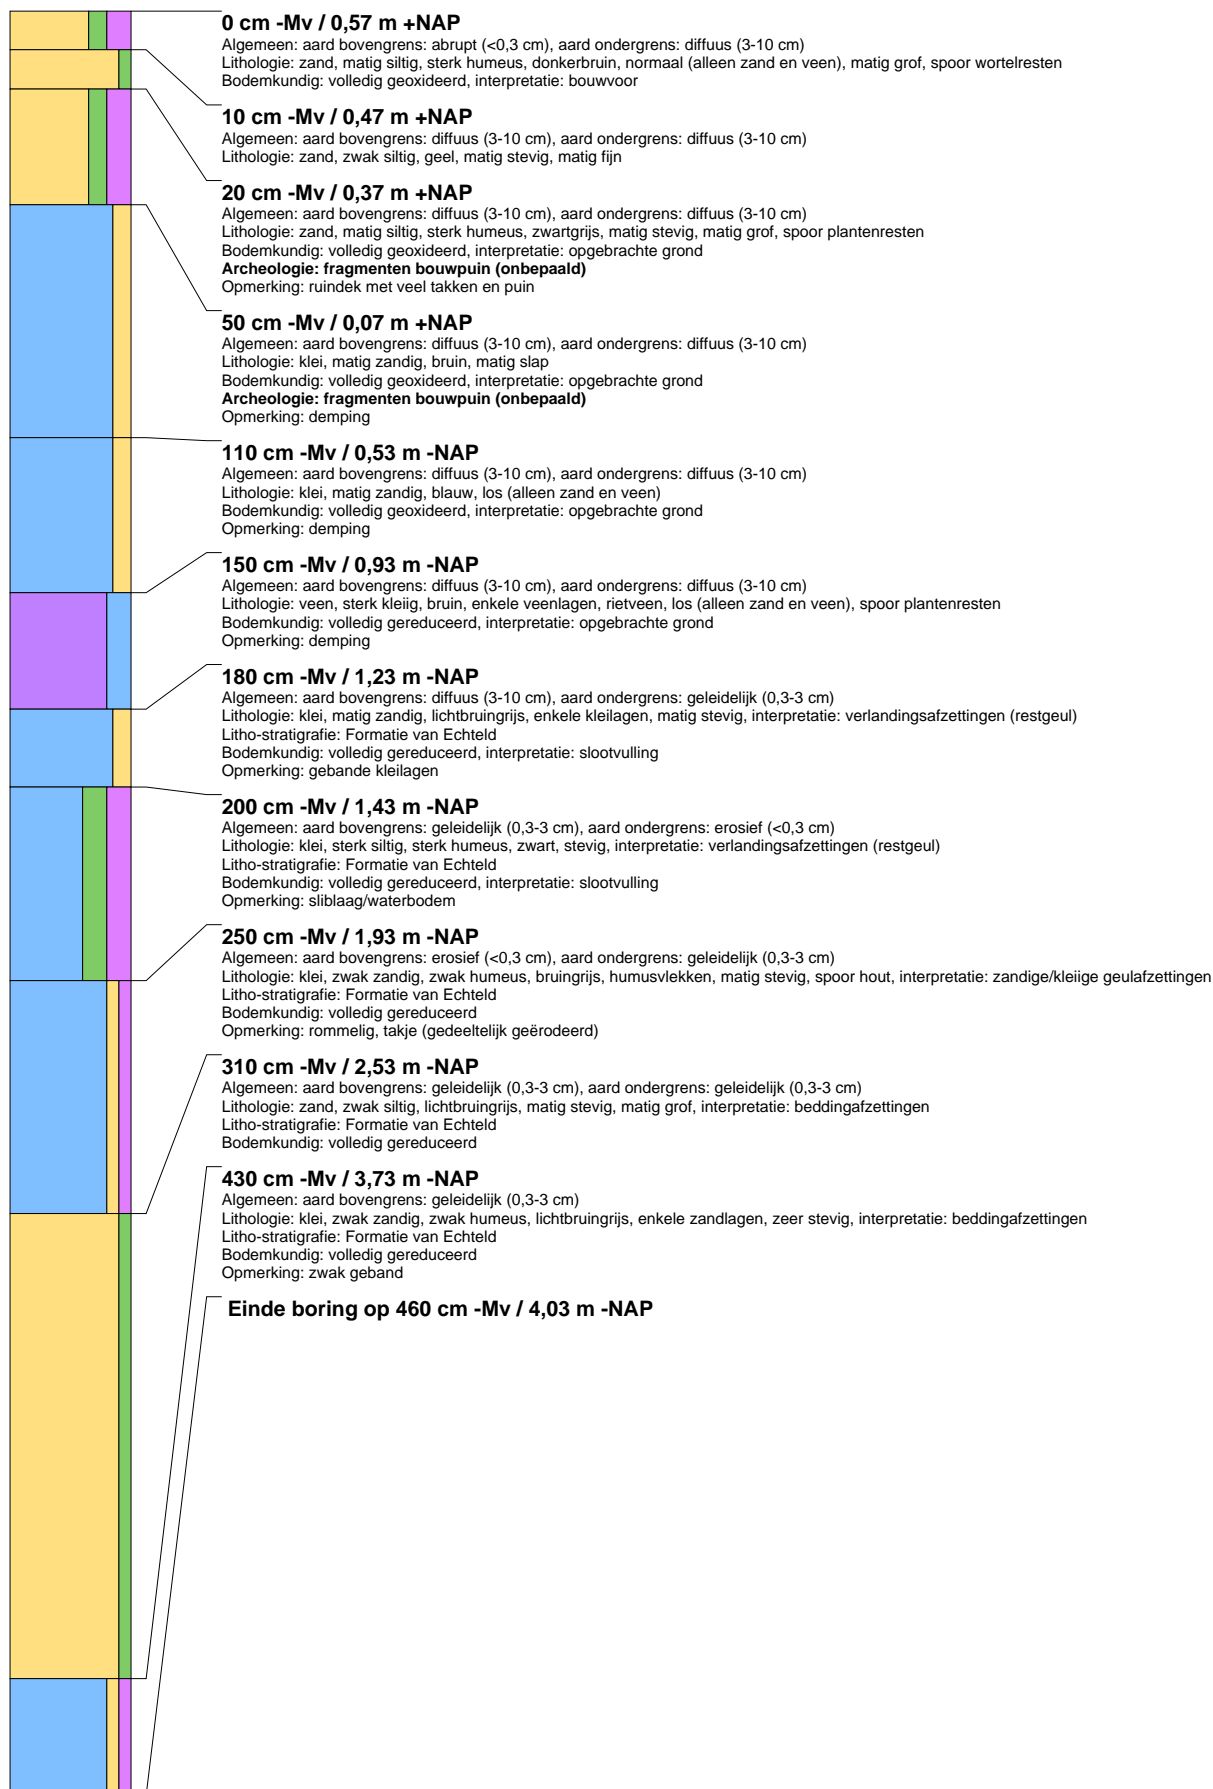 0 cm -Mv / 0,57 m +NAP
Algemeen: aard bovengrens: abrupt (<0,3 cm), aard ondergrens: diffuus (3-10 cm)
Lithologie: zand, matig siltig, sterk humeus, donkerbruin, normaal (alleen zand en veen), matig grof, spoor wortelresten
Bodemkundig: volledig geoxideerd, interpretatie: bouwvoor
10 cm -Mv / 0,47 m +NAP
Algemeen: aard bovengrens: diffuus (3-10 cm), aard ondergrens: diffuus (3-10 cm)
Lithologie: zand, zwak siltig, geel, matig stevig, matig fijn
20 cm -Mv / 0,37 m +NAP
Algemeen: aard bovengrens: diffuus (3-10 cm), aard ondergrens: diffuus (3-10 cm)
Lithologie: zand, matig siltig, sterk humeus, zwartgrijs, matig stevig, matig grof, spoor plantenresten
Bodemkundig: volledig geoxideerd, interpretatie: opgebrachte grond
Archeologie: fragmenten bouwpuin (onbepaald)
Opmerking: ruindek met veel takken en puin
50 cm -Mv / 0,07 m +NAP
Algemeen: aard bovengrens: diffuus (3-10 cm), aard ondergrens: diffuus (3-10 cm)
Lithologie: klei, matig zandig, bruin, matig slap
Bodemkundig: volledig geoxideerd, interpretatie: opgebrachte grond
Archeologie: fragmenten bouwpuin (onbepaald)
Opmerking: demping
110 cm -Mv / 0,53 m -NAP
Algemeen: aard bovengrens: diffuus (3-10 cm), aard ondergrens: diffuus (3-10 cm)
Lithologie: klei, matig zandig, blauw, los (alleen zand en veen)
Bodemkundig: volledig geoxideerd, interpretatie: opgebrachte grond
Opmerking: demping
150 cm -Mv / 0,93 m -NAP
Algemeen: aard bovengrens: diffuus (3-10 cm), aard ondergrens: diffuus (3-10 cm)
Lithologie: veen, sterk kleiig, bruin, enkele veenlagen, rietveen, los (alleen zand en veen), spoor plantenresten
Bodemkundig: volledig gereduceerd, interpretatie: opgebrachte grond
Opmerking: demping
180 cm -Mv / 1,23 m -NAP
Algemeen: aard bovengrens: diffuus (3-10 cm), aard ondergrens: geleidelijk (0,3-3 cm)
Lithologie: klei, matig zandig, lichtbruingrijs, enkele kleilagen, matig stevig, interpretatie: verlandingsafzettingen (restgeul)
Litho-stratigrafie: Formatie van Echteld
Bodemkundig: volledig gereduceerd, interpretatie: slootvulling
Opmerking: gebande kleilagen
200 cm -Mv / 1,43 m -NAP
Algemeen: aard bovengrens: geleidelijk (0,3-3 cm), aard ondergrens: erosief (<0,3 cm)
Lithologie: klei, sterk siltig, sterk humeus, zwart, stevig, interpretatie: verlandingsafzettingen (restgeul)
Litho-stratigrafie: Formatie van Echteld
Bodemkundig: volledig gereduceerd, interpretatie: slootvulling
Opmerking: sliblaag/waterbodem
250 cm -Mv / 1,93 m -NAP
Algemeen: aard bovengrens: erosief (<0,3 cm), aard ondergrens: geleidelijk (0,3-3 cm)
Lithologie: klei, zwak zandig, zwak humeus, bruingrijs, humusvlekken, matig stevig, spoor hout, interpretatie: zandige/kleiige geulafzettingen
Litho-stratigrafie: Formatie van Echteld
Bodemkundig: volledig gereduceerd
Opmerking: rommelig, takje (gedeeltelijk geërodeerd)
310 cm -Mv / 2,53 m -NAP
Algemeen: aard bovengrens: geleidelijk (0,3-3 cm), aard ondergrens: geleidelijk (0,3-3 cm)
Lithologie: zand, zwak siltig, lichtbruingrijs, matig stevig, matig grof, interpretatie: beddingafzettingen
Litho-stratigrafie: Formatie van Echteld
Bodemkundig: volledig gereduceerd
430 cm -Mv / 3,73 m -NAP
Algemeen: aard bovengrens: geleidelijk (0,3-3 cm)
Lithologie: klei, zwak zandig, zwak humeus, lichtbruingrijs, enkele zandlagen, zeer stevig, interpretatie: beddingafzettingen
Litho-stratigrafie: Formatie van Echteld
Bodemkundig: volledig gereduceerd
Opmerking: zwak geband
Einde boring op 460 cm -Mv / 4,03 m -NAP